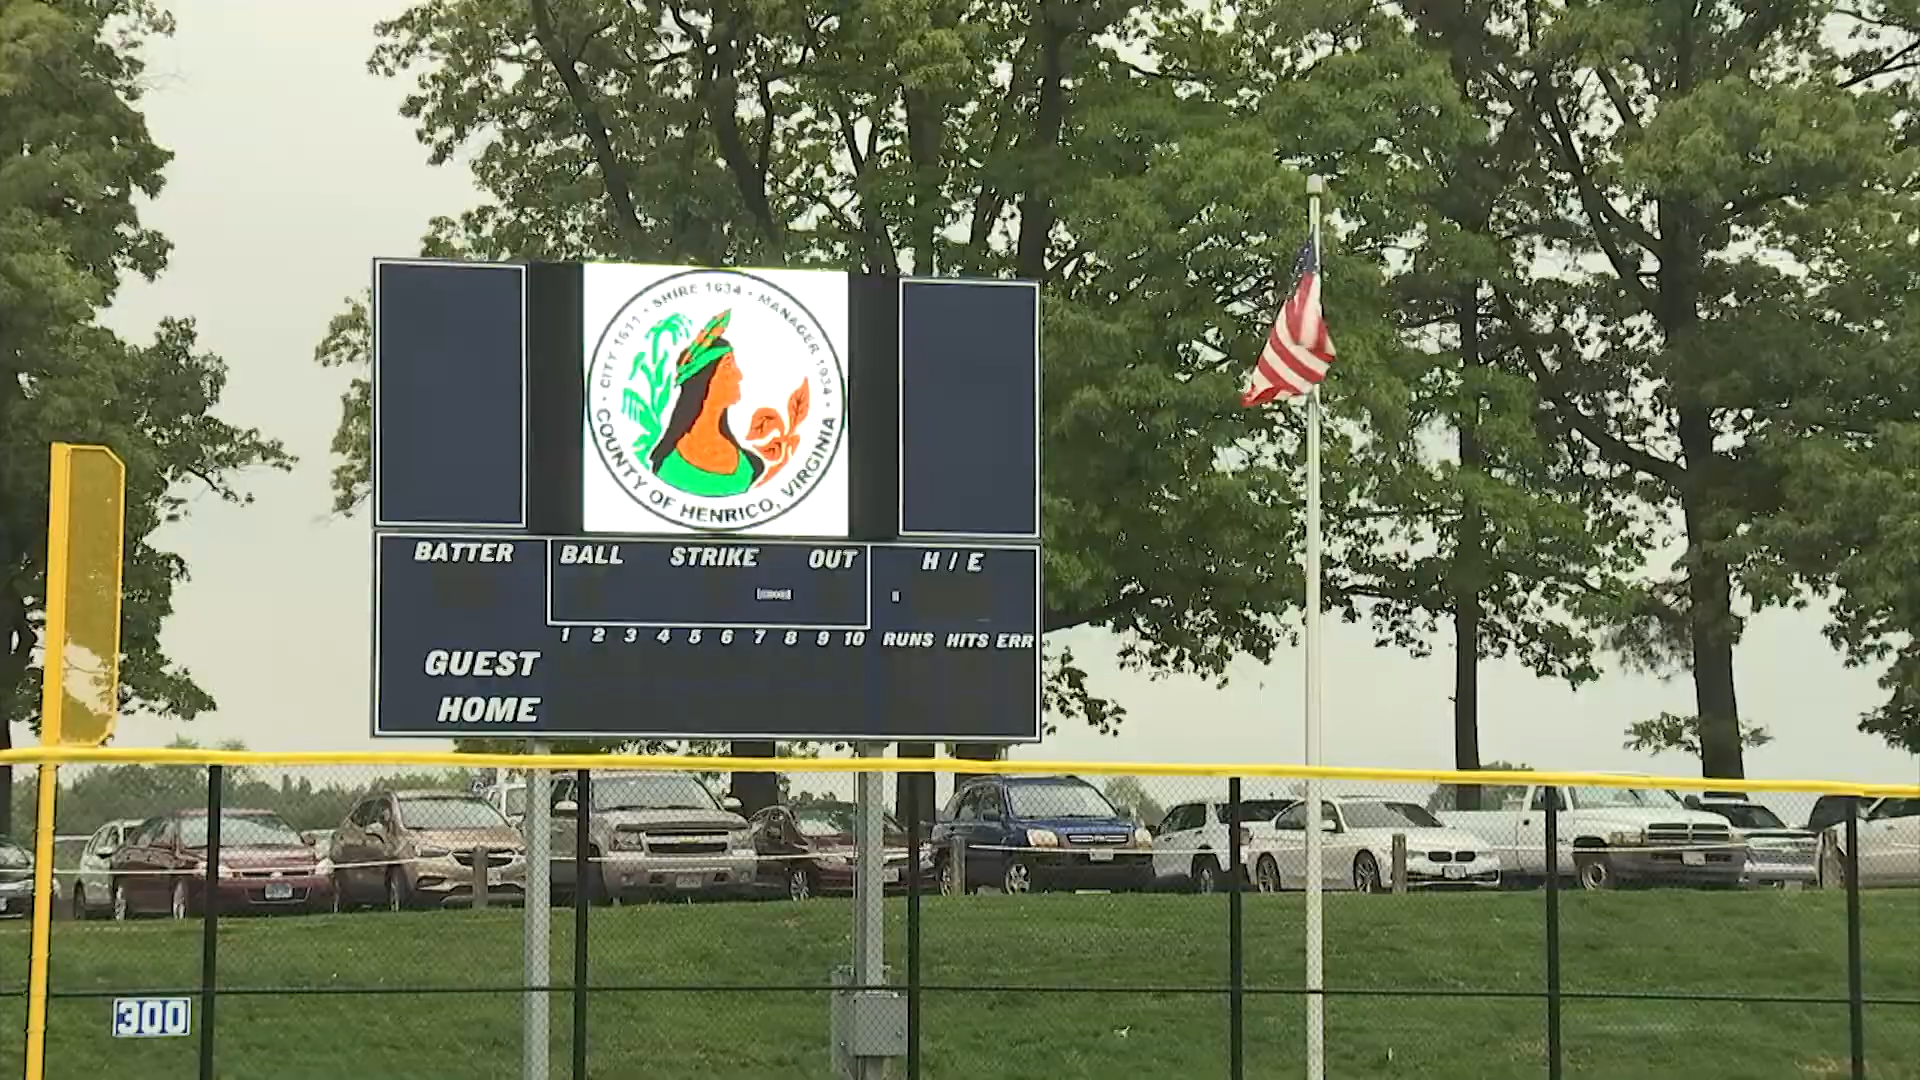 CITY 1611 • SHIRE 1634 • MANAGER 1934 •
COUNTY OF HENRICO, VIRGINIA
BATTER BALL STRIKE OUT H / E
1 2 3 4 5 6 7 8 9 10 RUNS HITS ERR
GUEST
HOME
300